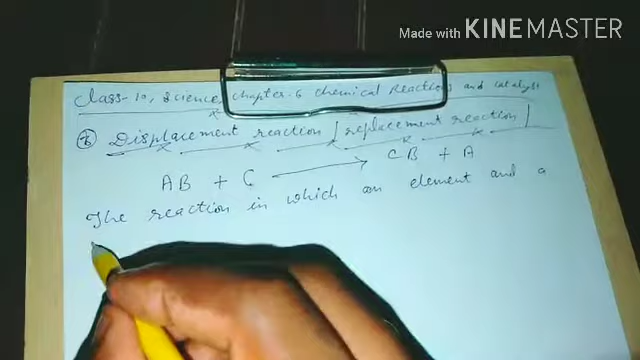 Made with KINEMASTER
Class-10, Science, chapter-6 Chemical Reactions and catalyst
Displacement reaction / replacement reaction /
AB + C ⟶ CB + A
The reaction in which an element and a